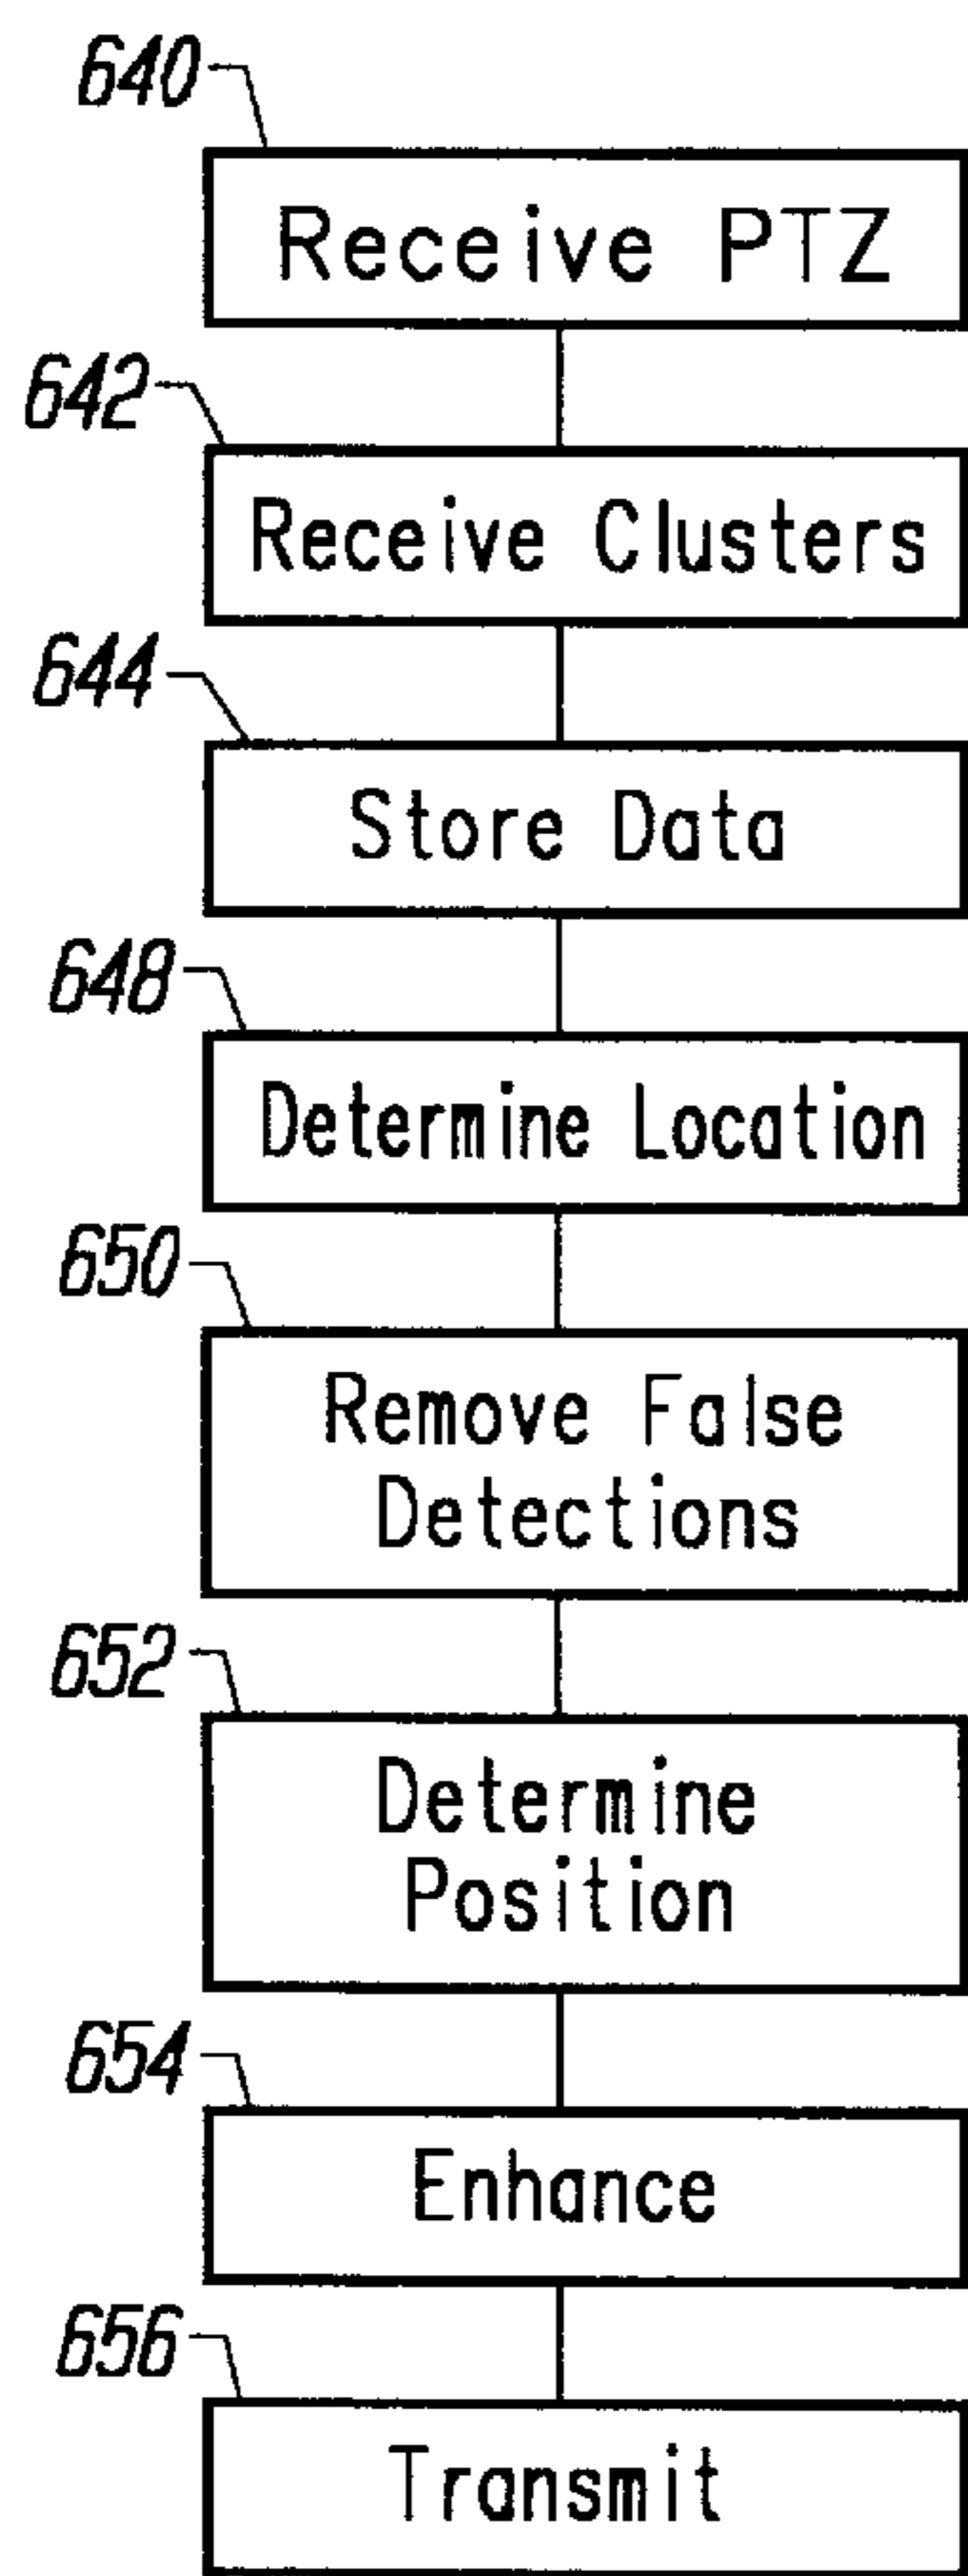 640
Receive PTZ
642
Receive Clusters
644
Store Data
648
Determine Location
650
Remove False
Detections
652
Determine
Position
654
Enhance
656
Transmit